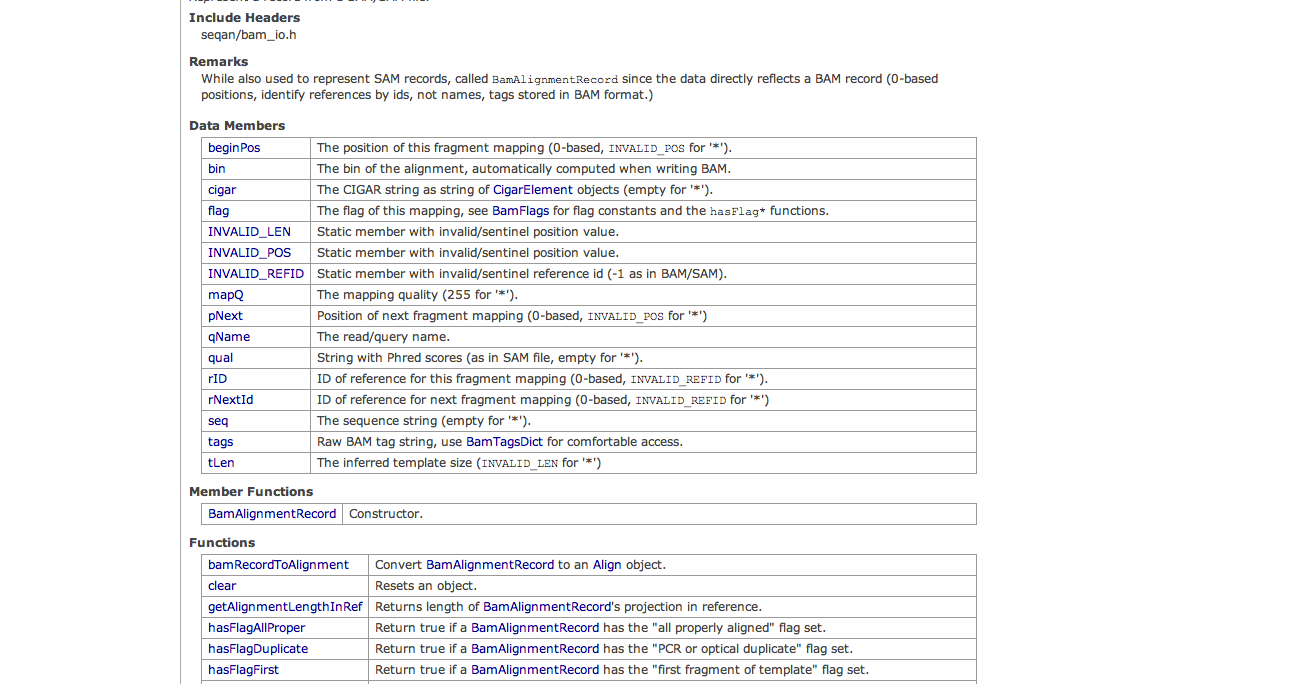 Represent a record from a BAM/SAM file.
Include Headers
seqan/bam_io.h
Remarks
While also used to represent SAM records, called BamAlignmentRecord since the data directly reflects a BAM record (0-based
positions, identify references by ids, not names, tags stored in BAM format.)
Data Members
beginPos The position of this fragment mapping (0-based, INVALID_POS for '*').
bin The bin of the alignment, automatically computed when writing BAM.
cigar The CIGAR string as string of CigarElement objects (empty for '*').
flag The flag of this mapping, see BamFlags for flag constants and the hasFlag* functions.
INVALID_LEN Static member with invalid/sentinel position value.
INVALID_POS Static member with invalid/sentinel position value.
INVALID_REFID Static member with invalid/sentinel reference id (-1 as in BAM/SAM).
mapQ The mapping quality (255 for '*').
pNext Position of next fragment mapping (0-based, INVALID_POS for '*')
qName The read/query name.
qual String with Phred scores (as in SAM file, empty for '*').
rID ID of reference for this fragment mapping (0-based, INVALID_REFID for '*').
rNextId ID of reference for next fragment mapping (0-based, INVALID_REFID for '*')
seq The sequence string (empty for '*').
tags Raw BAM tag string, use BamTagsDict for comfortable access.
tLen The inferred template size (INVALID_LEN for '*')
Member Functions
BamAlignmentRecord Constructor.
Functions
bamRecordToAlignment Convert BamAlignmentRecord to an Align object.
clear Resets an object.
getAlignmentLengthInRef Returns length of BamAlignmentRecord's projection in reference.
hasFlagAllProper Return true if a BamAlignmentRecord has the "all properly aligned" flag set.
hasFlagDuplicate Return true if a BamAlignmentRecord has the "PCR or optical duplicate" flag set.
hasFlagFirst Return true if a BamAlignmentRecord has the "first fragment of template" flag set.